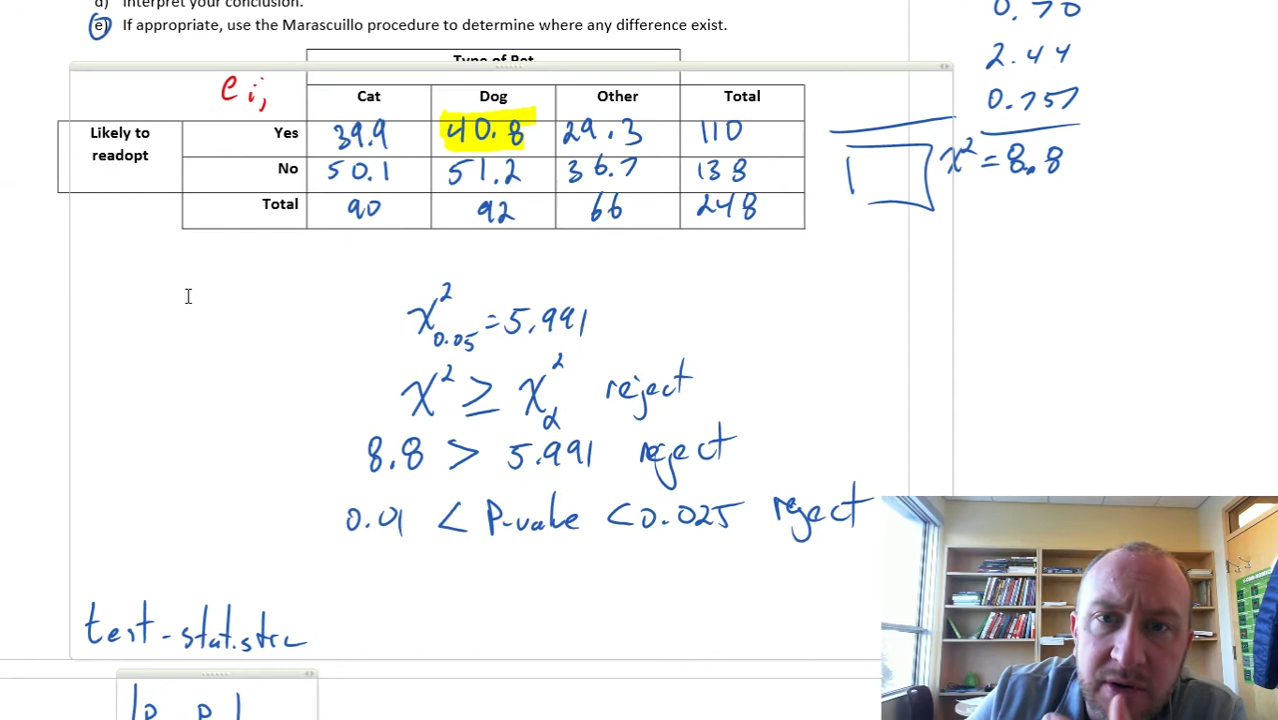 d) Interpret your conclusion.
e) If appropriate, use the Marascuillo procedure to determine where any difference exist.
0.70
2.44
0.757
χ² = 8.8
Type of Pet
eij
Cat Dog Other Total
Likely to readopt
Yes 39.9 40.8 29.3 110
No 50.1 51.2 36.7 138
Total 90 92 66 248
χ²0.05 = 5.991
χ² ≥ χ²α reject
8.8 > 5.991 reject
0.01 < P-value < 0.025 reject
test-statistic